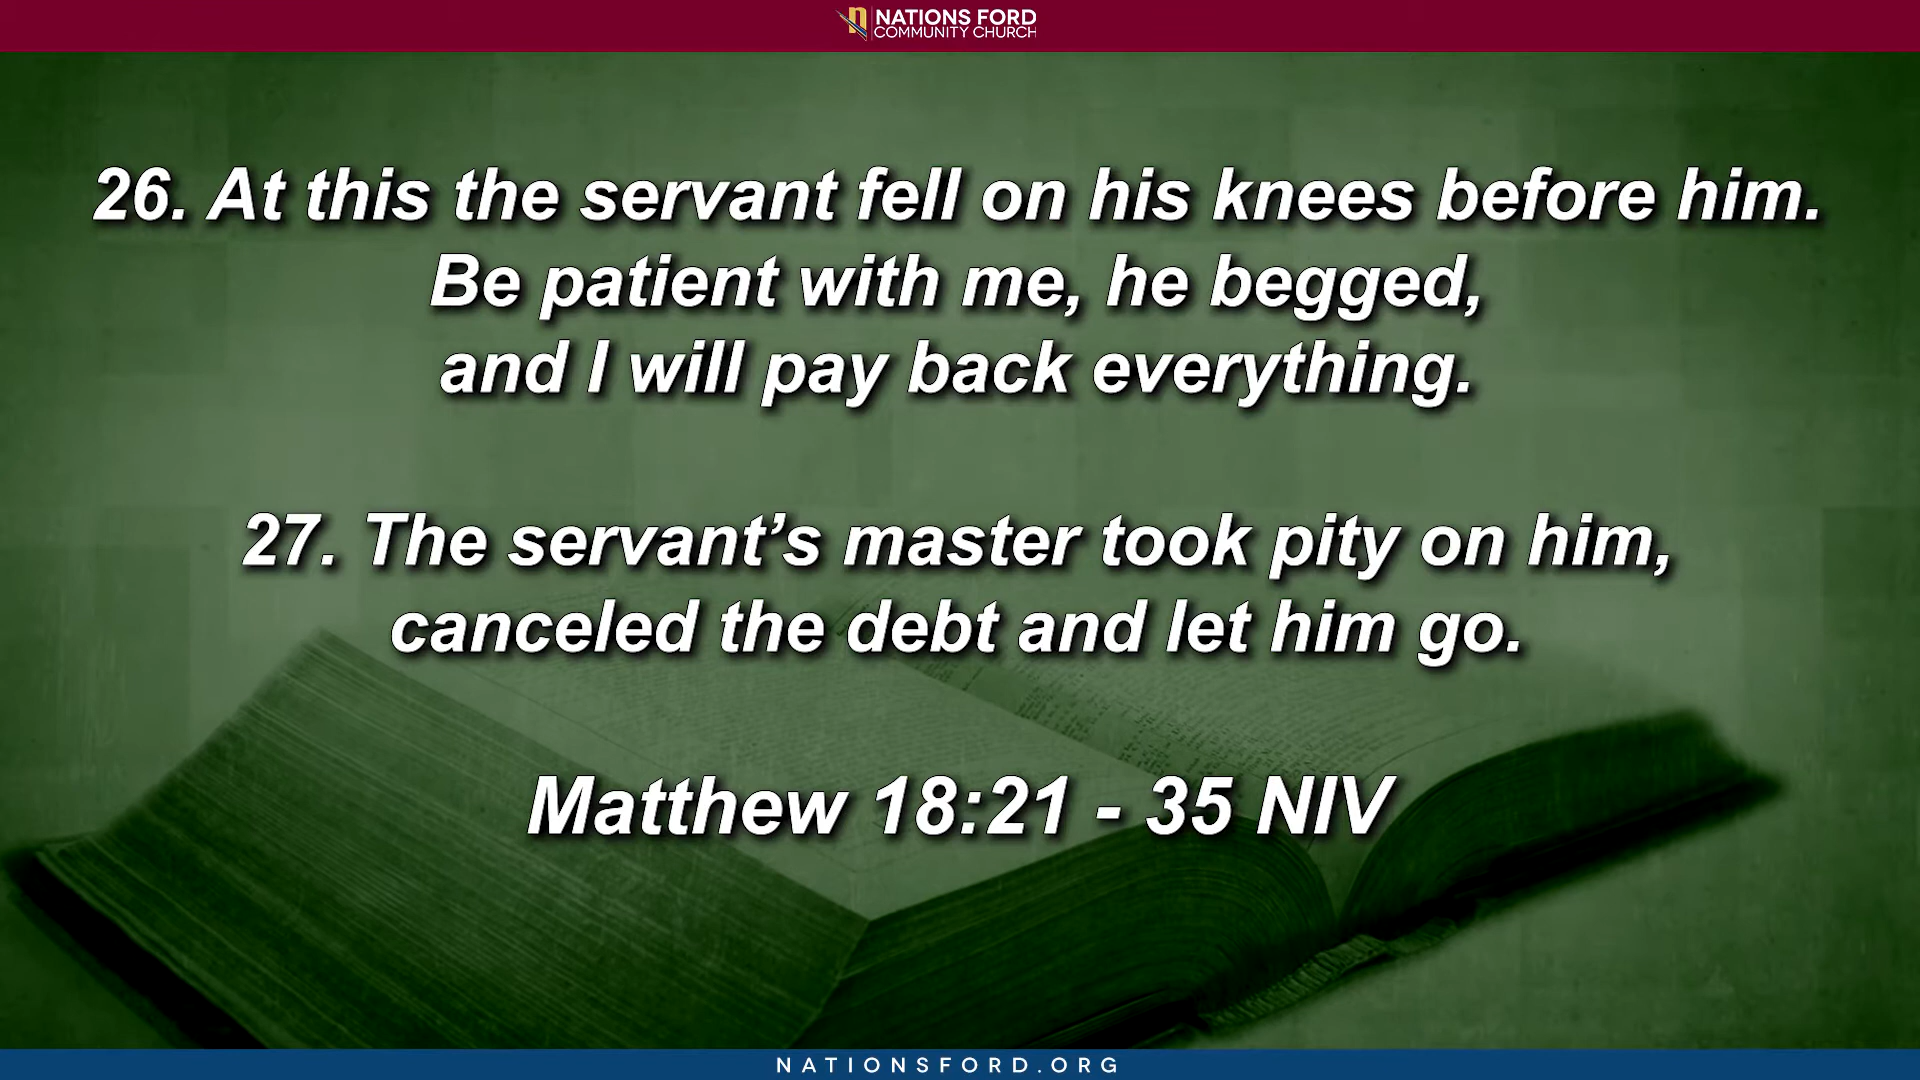 NATIONS FORD
COMMUNITY CHURCH
26. At this the servant fell on his knees before him.
Be patient with me, he begged,
and I will pay back everything.
27. The servant’s master took pity on him,
canceled the debt and let him go.
Matthew 18:21 - 35 NIV
NATIONSFORD.ORG